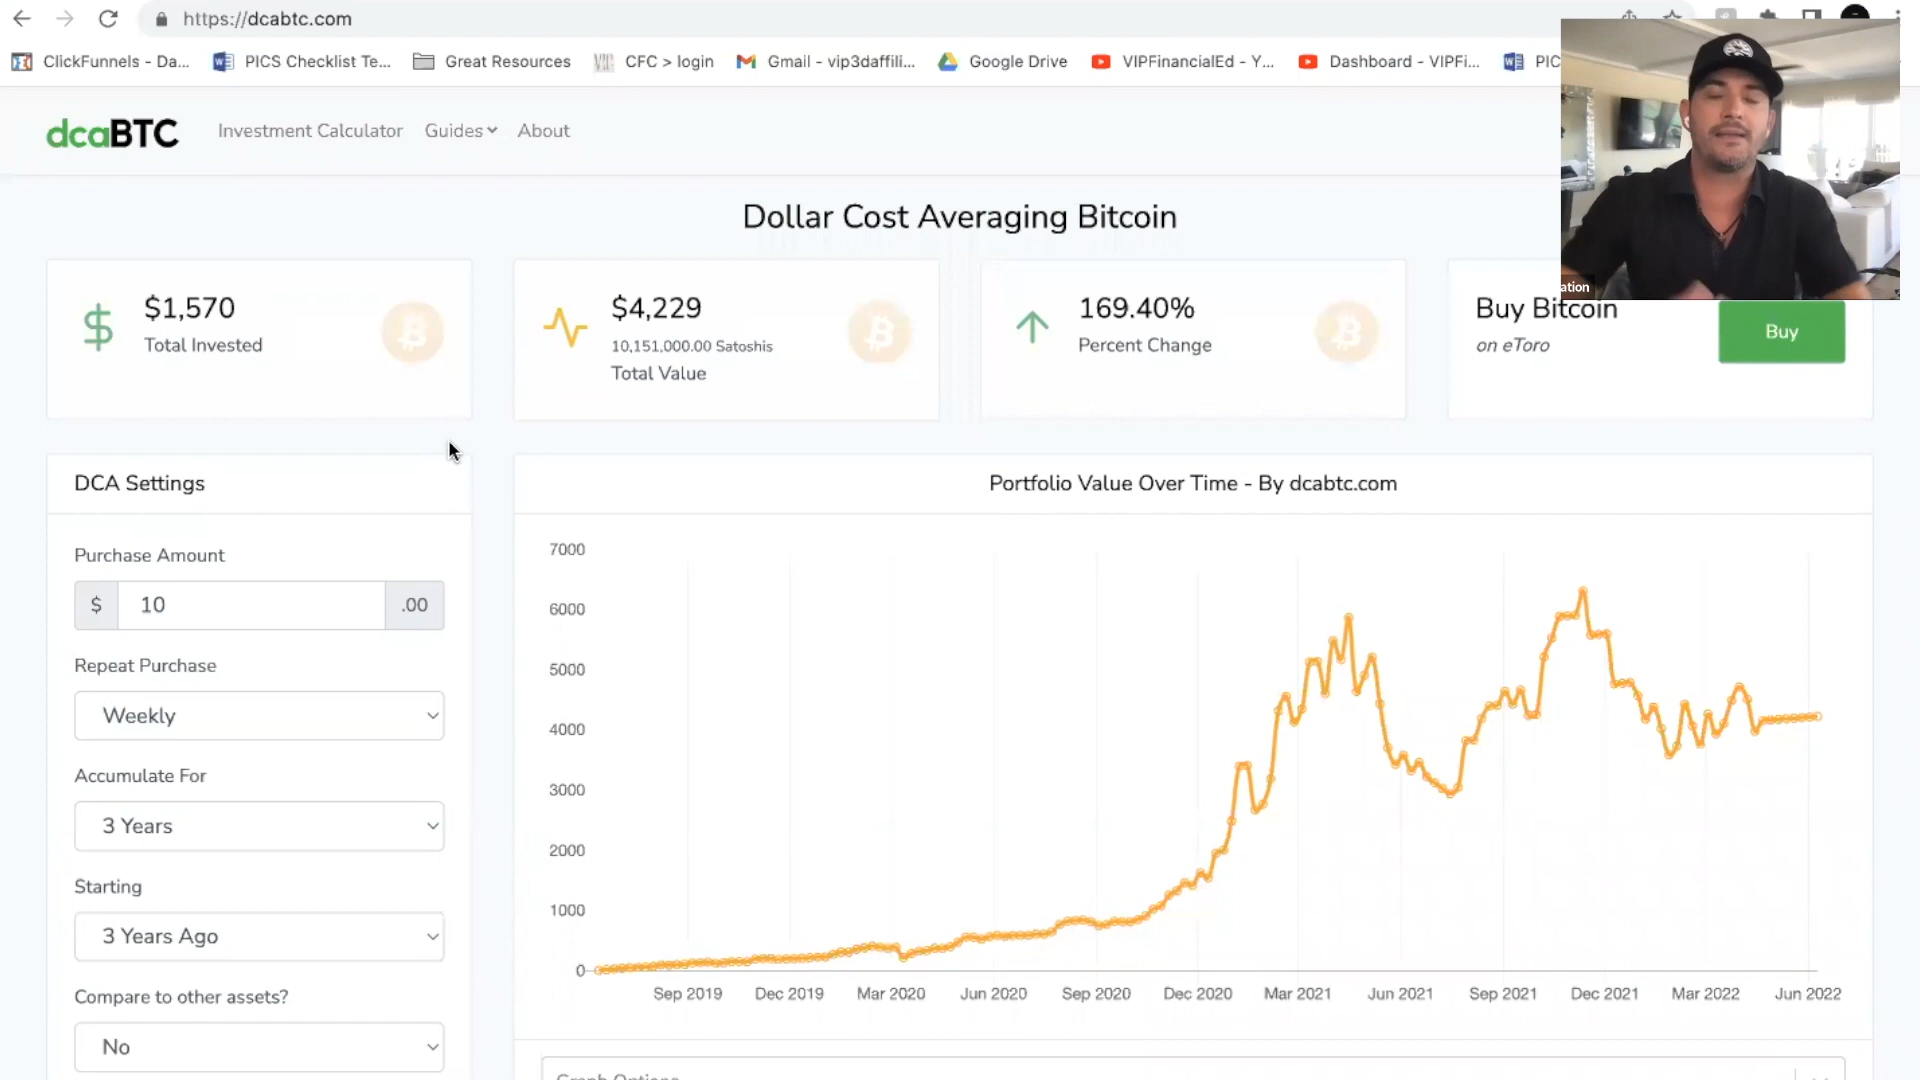 https://dcabtc.com
ClickFunnels - Da... PICS Checklist Te... Great Resources CFC > login Gmail - vip3daffili... Google Drive VIPFinancialEd - Y... Dashboard - VIPFi... PIC
dcaBTC Investment Calculator Guides About
Dollar Cost Averaging Bitcoin
ation
$1,570
Total Invested
$4,229
10,151,000.00 Satoshis
Total Value
169.40%
Percent Change
Buy Bitcoin
on eToro
Buy
DCA Settings
Purchase Amount
$ 10 .00
Repeat Purchase
Weekly
Accumulate For
3 Years
Starting
3 Years Ago
Compare to other assets?
No
Portfolio Value Over Time - By dcabtc.com
7000
6000
5000
4000
3000
2000
1000
0
Sep 2019 Dec 2019 Mar 2020 Jun 2020 Sep 2020 Dec 2020 Mar 2021 Jun 2021 Sep 2021 Dec 2021 Mar 2022 Jun 2022
Graph Options